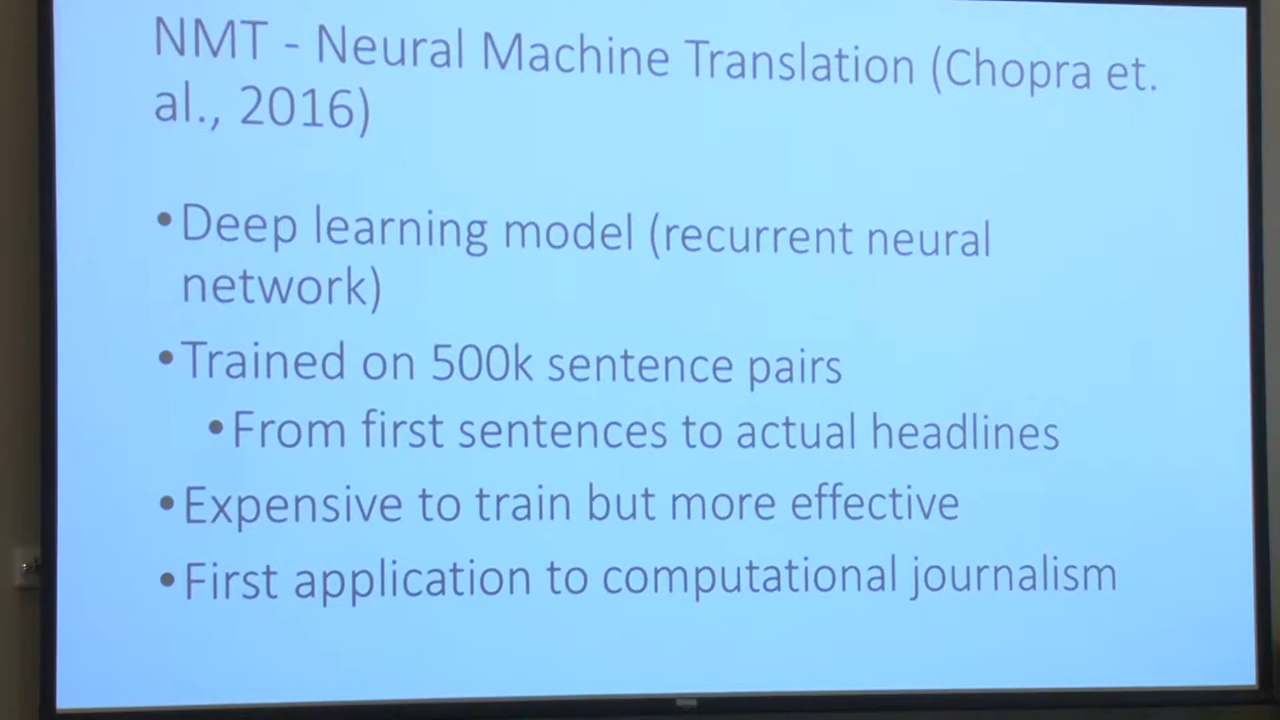 NMT - Neural Machine Translation (Chopra et.
al., 2016)
•Deep learning model (recurrent neural
network)
•Trained on 500k sentence pairs
•From first sentences to actual headlines
•Expensive to train but more effective
•First application to computational journalism